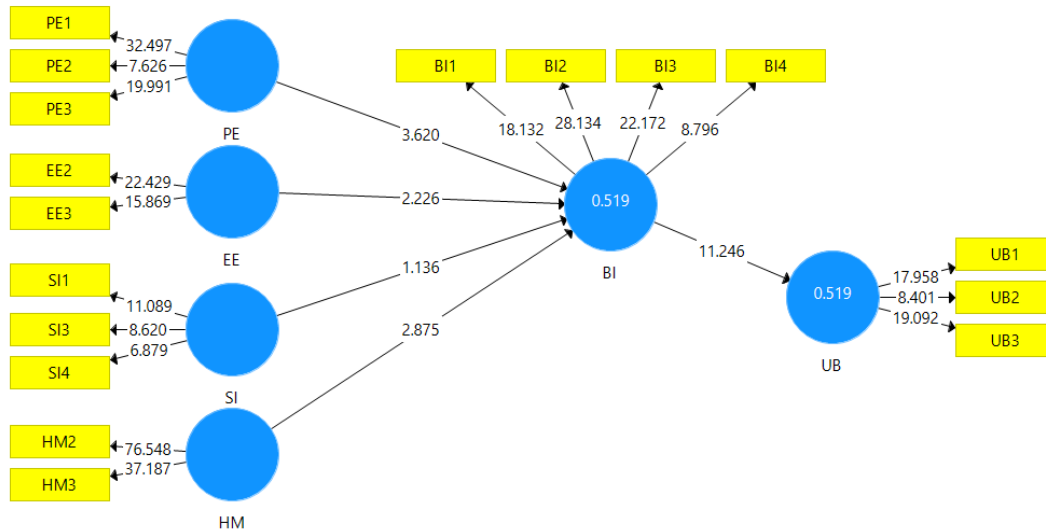 PE1
PE2
PE3
32.497
7.626
19.991
PE
EE2
EE3
22.429
15.869
EE
SI1
SI3
SI4
11.089
8.620
6.879
SI
HM2
HM3
76.548
37.187
HM
3.620
2.226
1.136
2.875
BI1
BI2
BI3
BI4
18.132
28.134
22.172
8.796
0.519
BI
11.246
0.519
UB
17.958
8.401
19.092
UB1
UB2
UB3